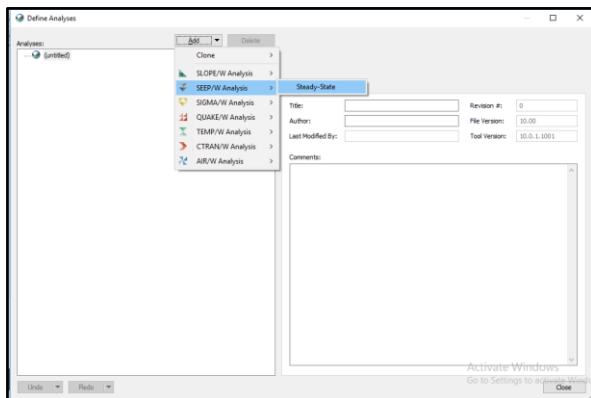 Define Analyses
Analyses:
Add
Delete
(untitled)
Clone
SLOPE/W Analysis
SEEP/W Analysis
Steady-State
SIGMA/W Analysis
QUAKE/W Analysis
TEMP/W Analysis
CTRAN/W Analysis
AIR/W Analysis
Title:
Revision #: 0
Author:
File Version: 10.00
Last Modified By:
Tool Version: 10.0.1.1001
Comments:
Activate Windows
Go to Settings to activate Windo
Undo
Redo
Close